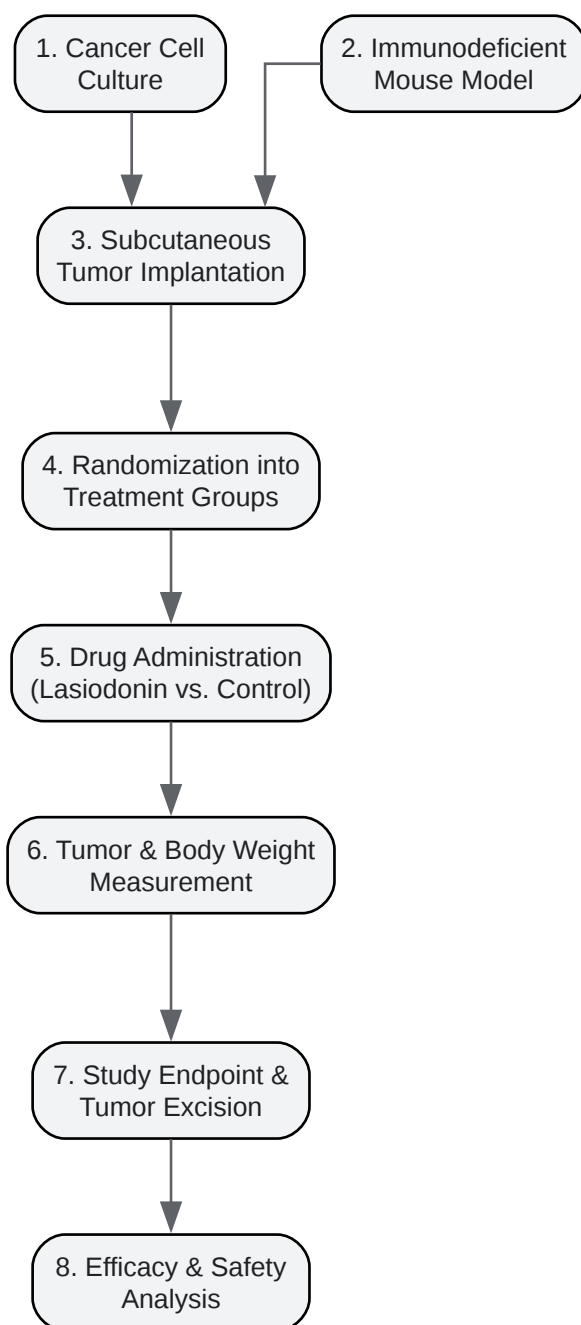 1. Cancer Cell
Culture
2. Immunodeficient
Mouse Model
3. Subcutaneous
Tumor Implantation
4. Randomization into
Treatment Groups
5. Drug Administration
(Lasiodonin vs. Control)
6. Tumor & Body Weight
Measurement
7. Study Endpoint &
Tumor Excision
8. Efficacy & Safety
Analysis